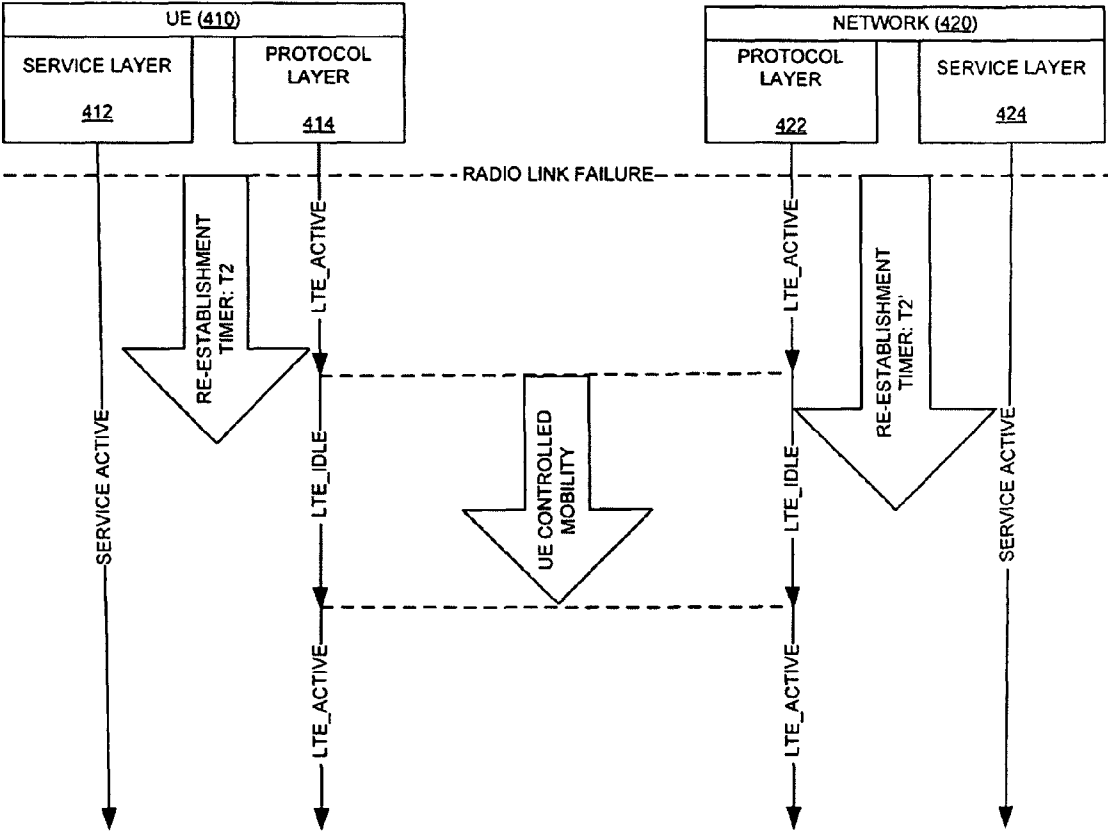 UE (410)
NETWORK (420)
SERVICE LAYER
412
PROTOCOL
LAYER
414
PROTOCOL
LAYER
422
SERVICE LAYER
424
RADIO LINK FAILURE
SERVICE ACTIVE
RE-ESTABLISHMENT
TIMER: T2
LTE_ACTIVE
LTE_IDLE
LTE_ACTIVE
UE CONTROLLED
MOBILITY
LTE_ACTIVE
LTE_IDLE
LTE_ACTIVE
RE-ESTABLISHMENT
TIMER: T2'
SERVICE ACTIVE